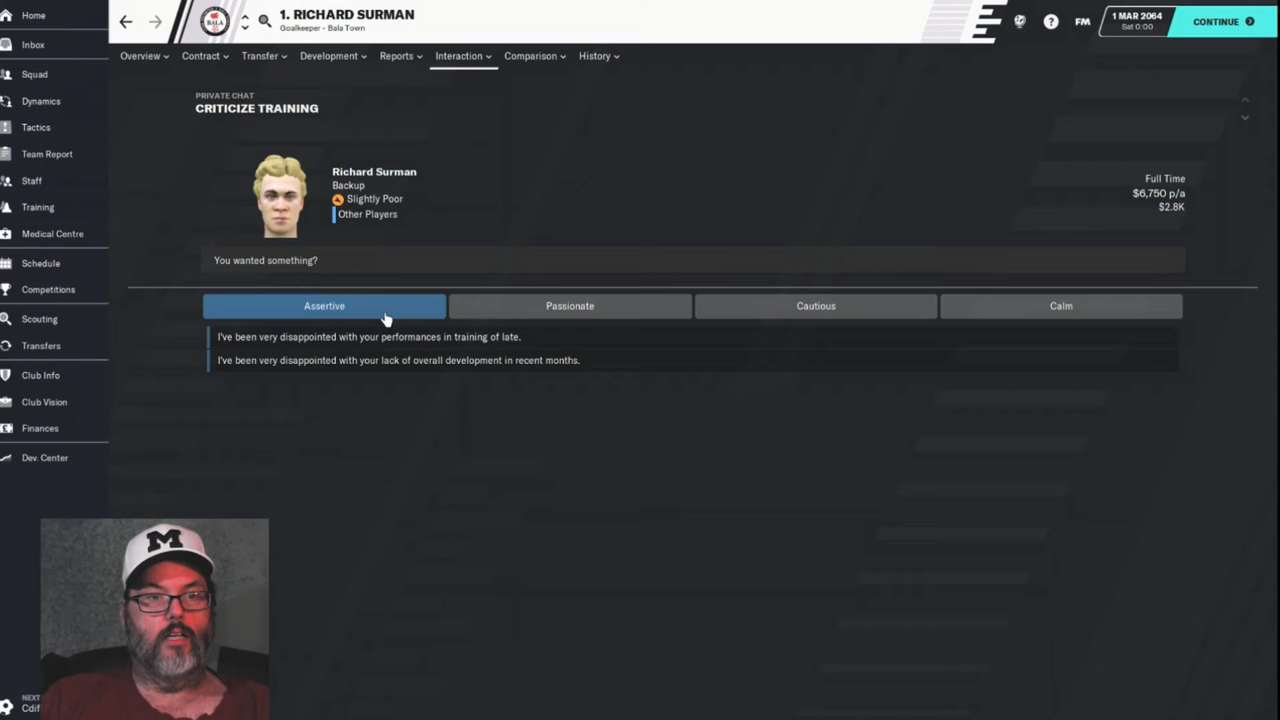 Home
Inbox
Squad
Dynamics
Tactics
Team Report
Staff
Training
Medical Centre
Schedule
Competitions
Scouting
Transfers
Club Info
Club Vision
Finances
Dev. Center
NEXT
Cdif
BALA
1. RICHARD SURMAN
Goalkeeper - Bala Town
?
FM
1 MAR 2064
Sat 0:00
CONTINUE
Overview
Contract
Transfer
Development
Reports
Interaction
Comparison
History
PRIVATE CHAT
CRITICIZE TRAINING
Richard Surman
Backup
Slightly Poor
Other Players
Full Time
$6,750 p/a
$2.8K
You wanted something?
Assertive
Passionate
Cautious
Calm
I've been very disappointed with your performances in training of late.
I've been very disappointed with your lack of overall development in recent months.
M